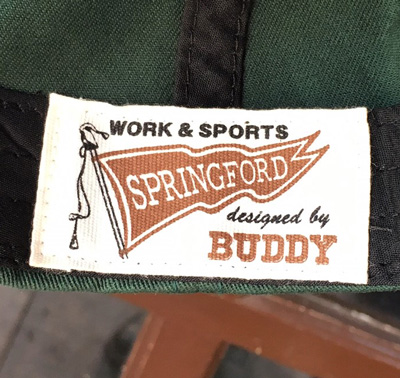 WORK & SPORTS
SPRINGFORD
designed by
BUDDY